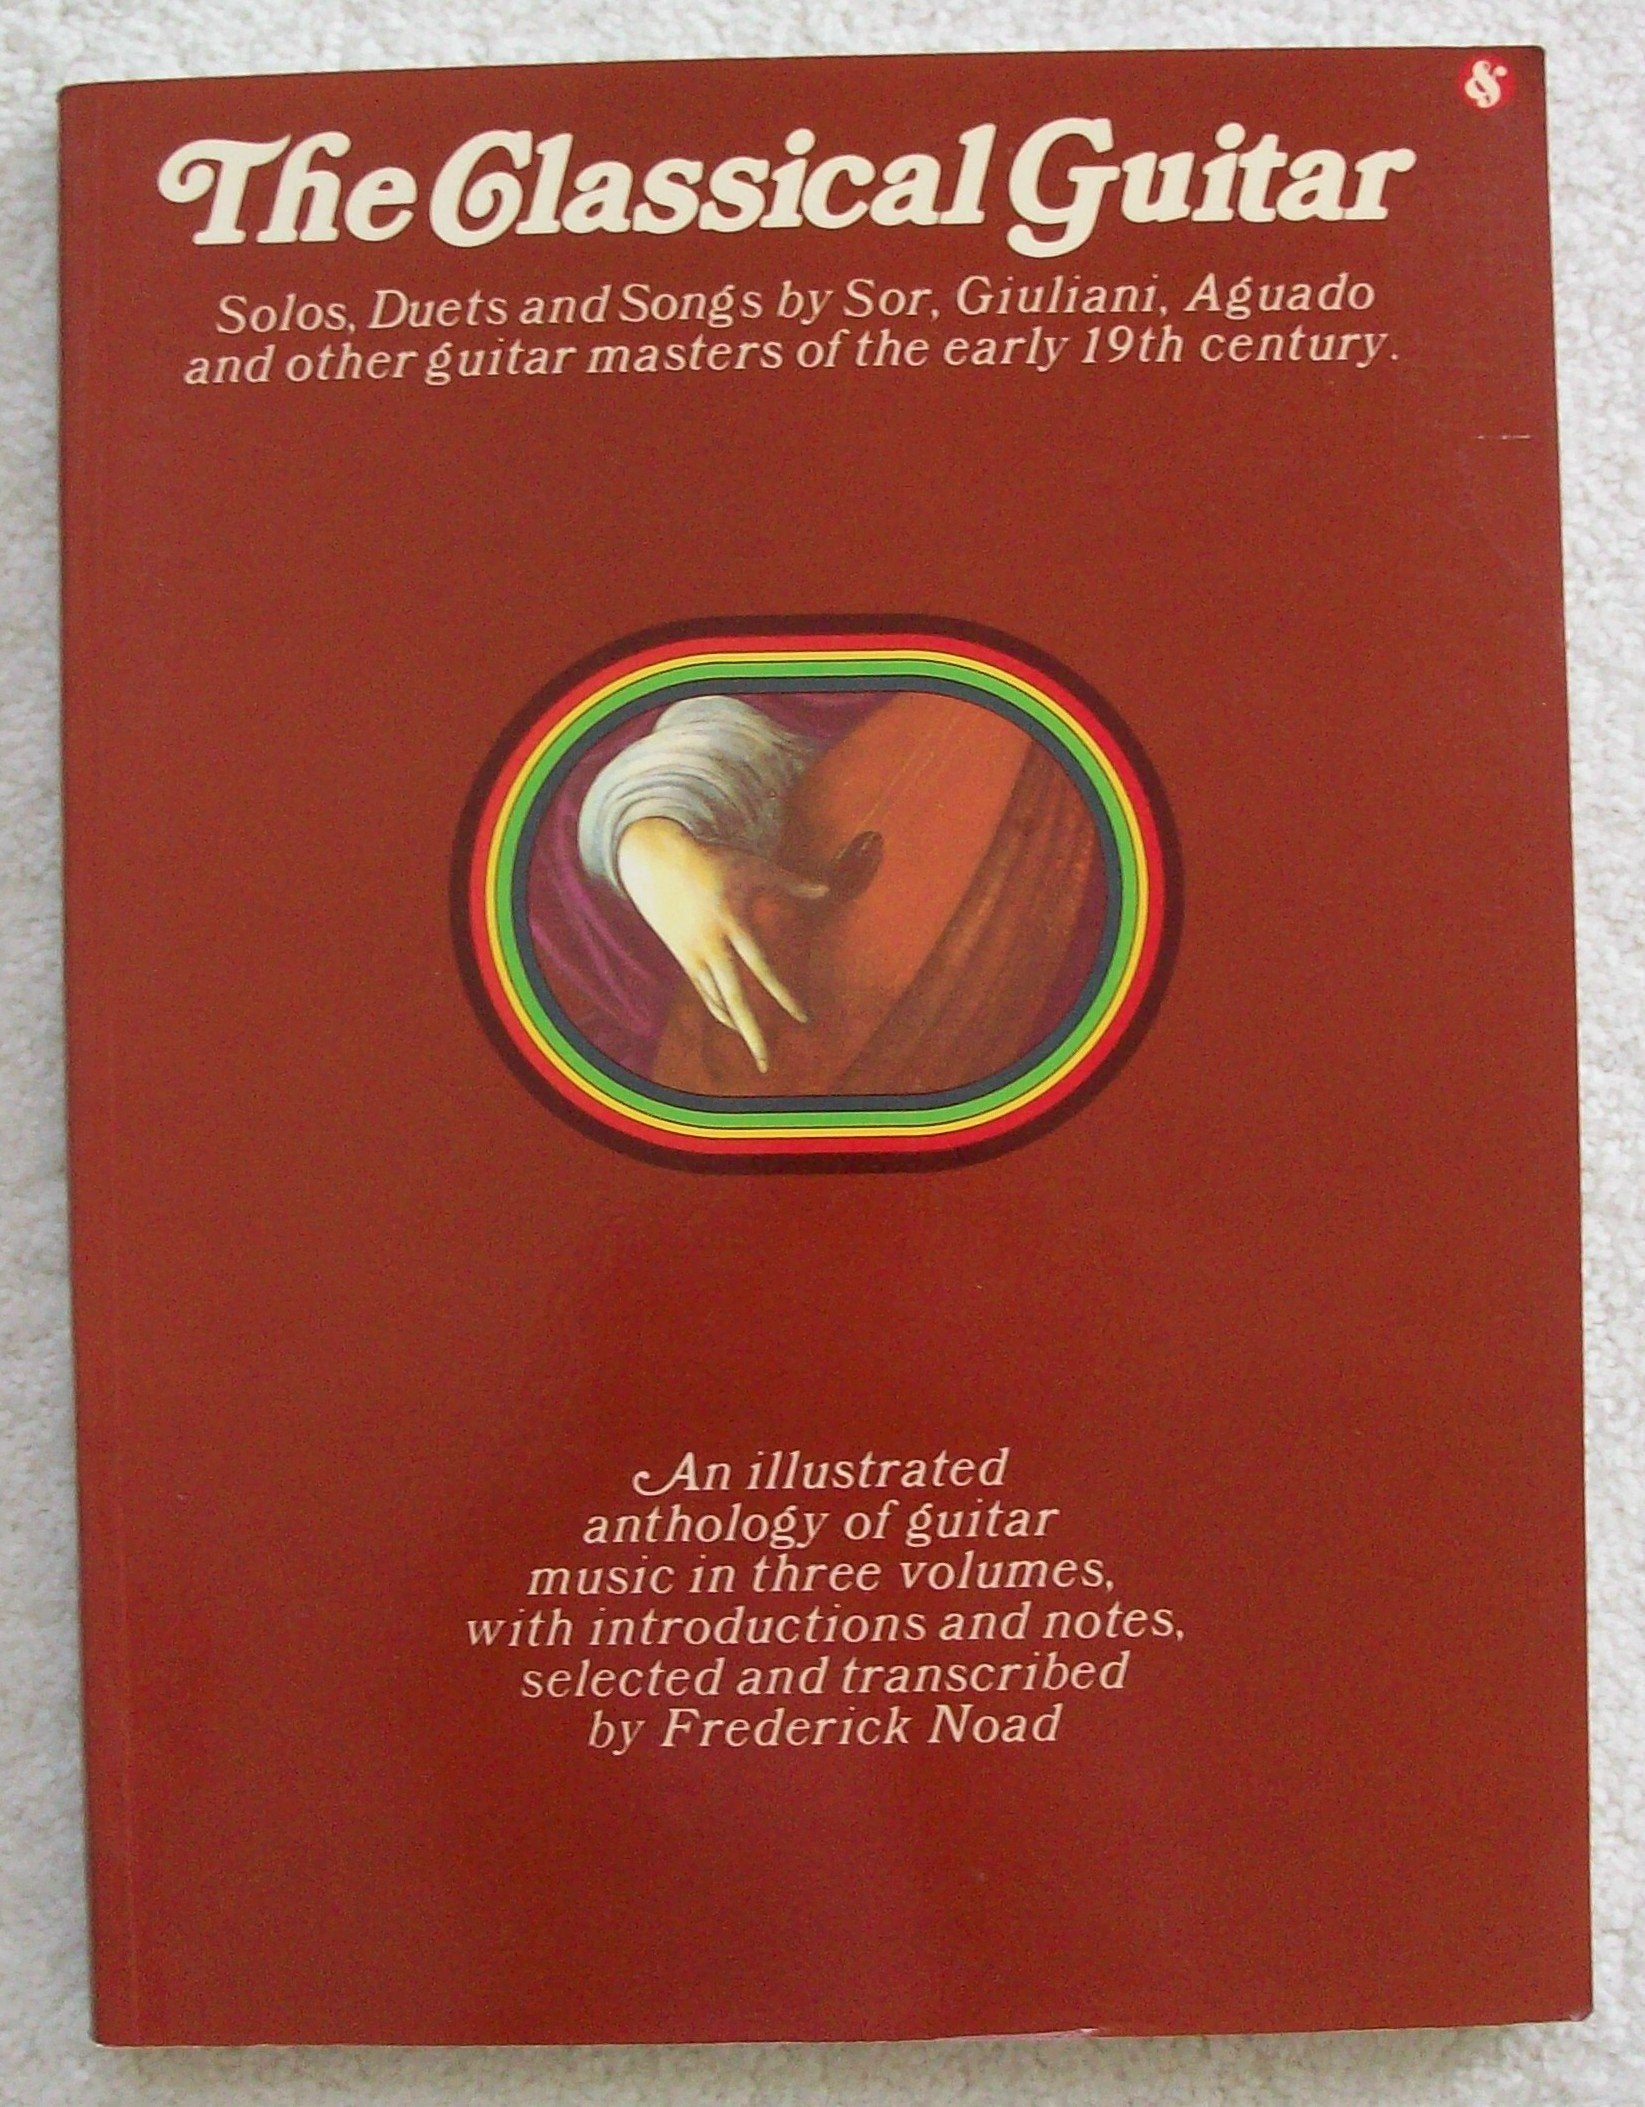 &
The Classical Guitar
Solos, Duets and Songs by Sor, Giuliani, Aguado
and other guitar masters of the early 19th century.
An illustrated
anthology of guitar
music in three volumes,
with introductions and notes,
selected and transcribed
by Frederick Noad